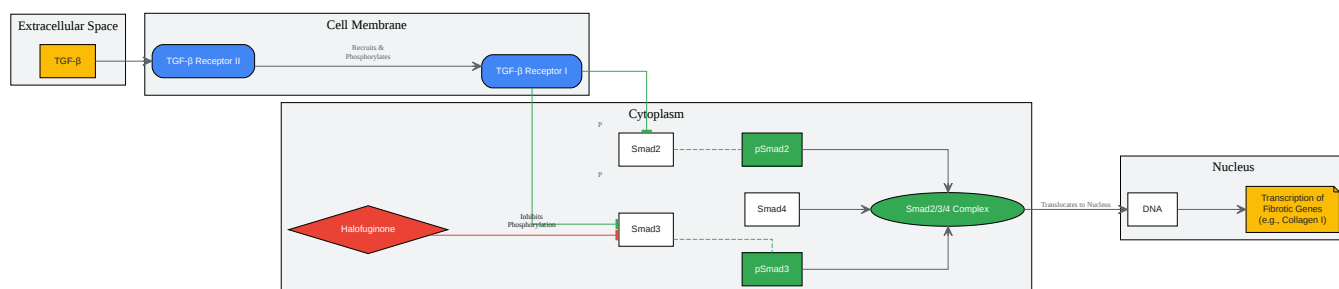 Extracellular Space
TGF-β
Cell Membrane
TGF-β Receptor II
Recruits &
Phosphorylates
TGF-β Receptor I
Cytoplasm
P
Smad2
pSmad2
P
Smad4
Smad2/3/4 Complex
Halofuginone
Inhibits
Phosphorylation
Smad3
pSmad3
Translocates to Nucleus
Nucleus
DNA
Transcription of
Fibrotic Genes
(e.g., Collagen I)